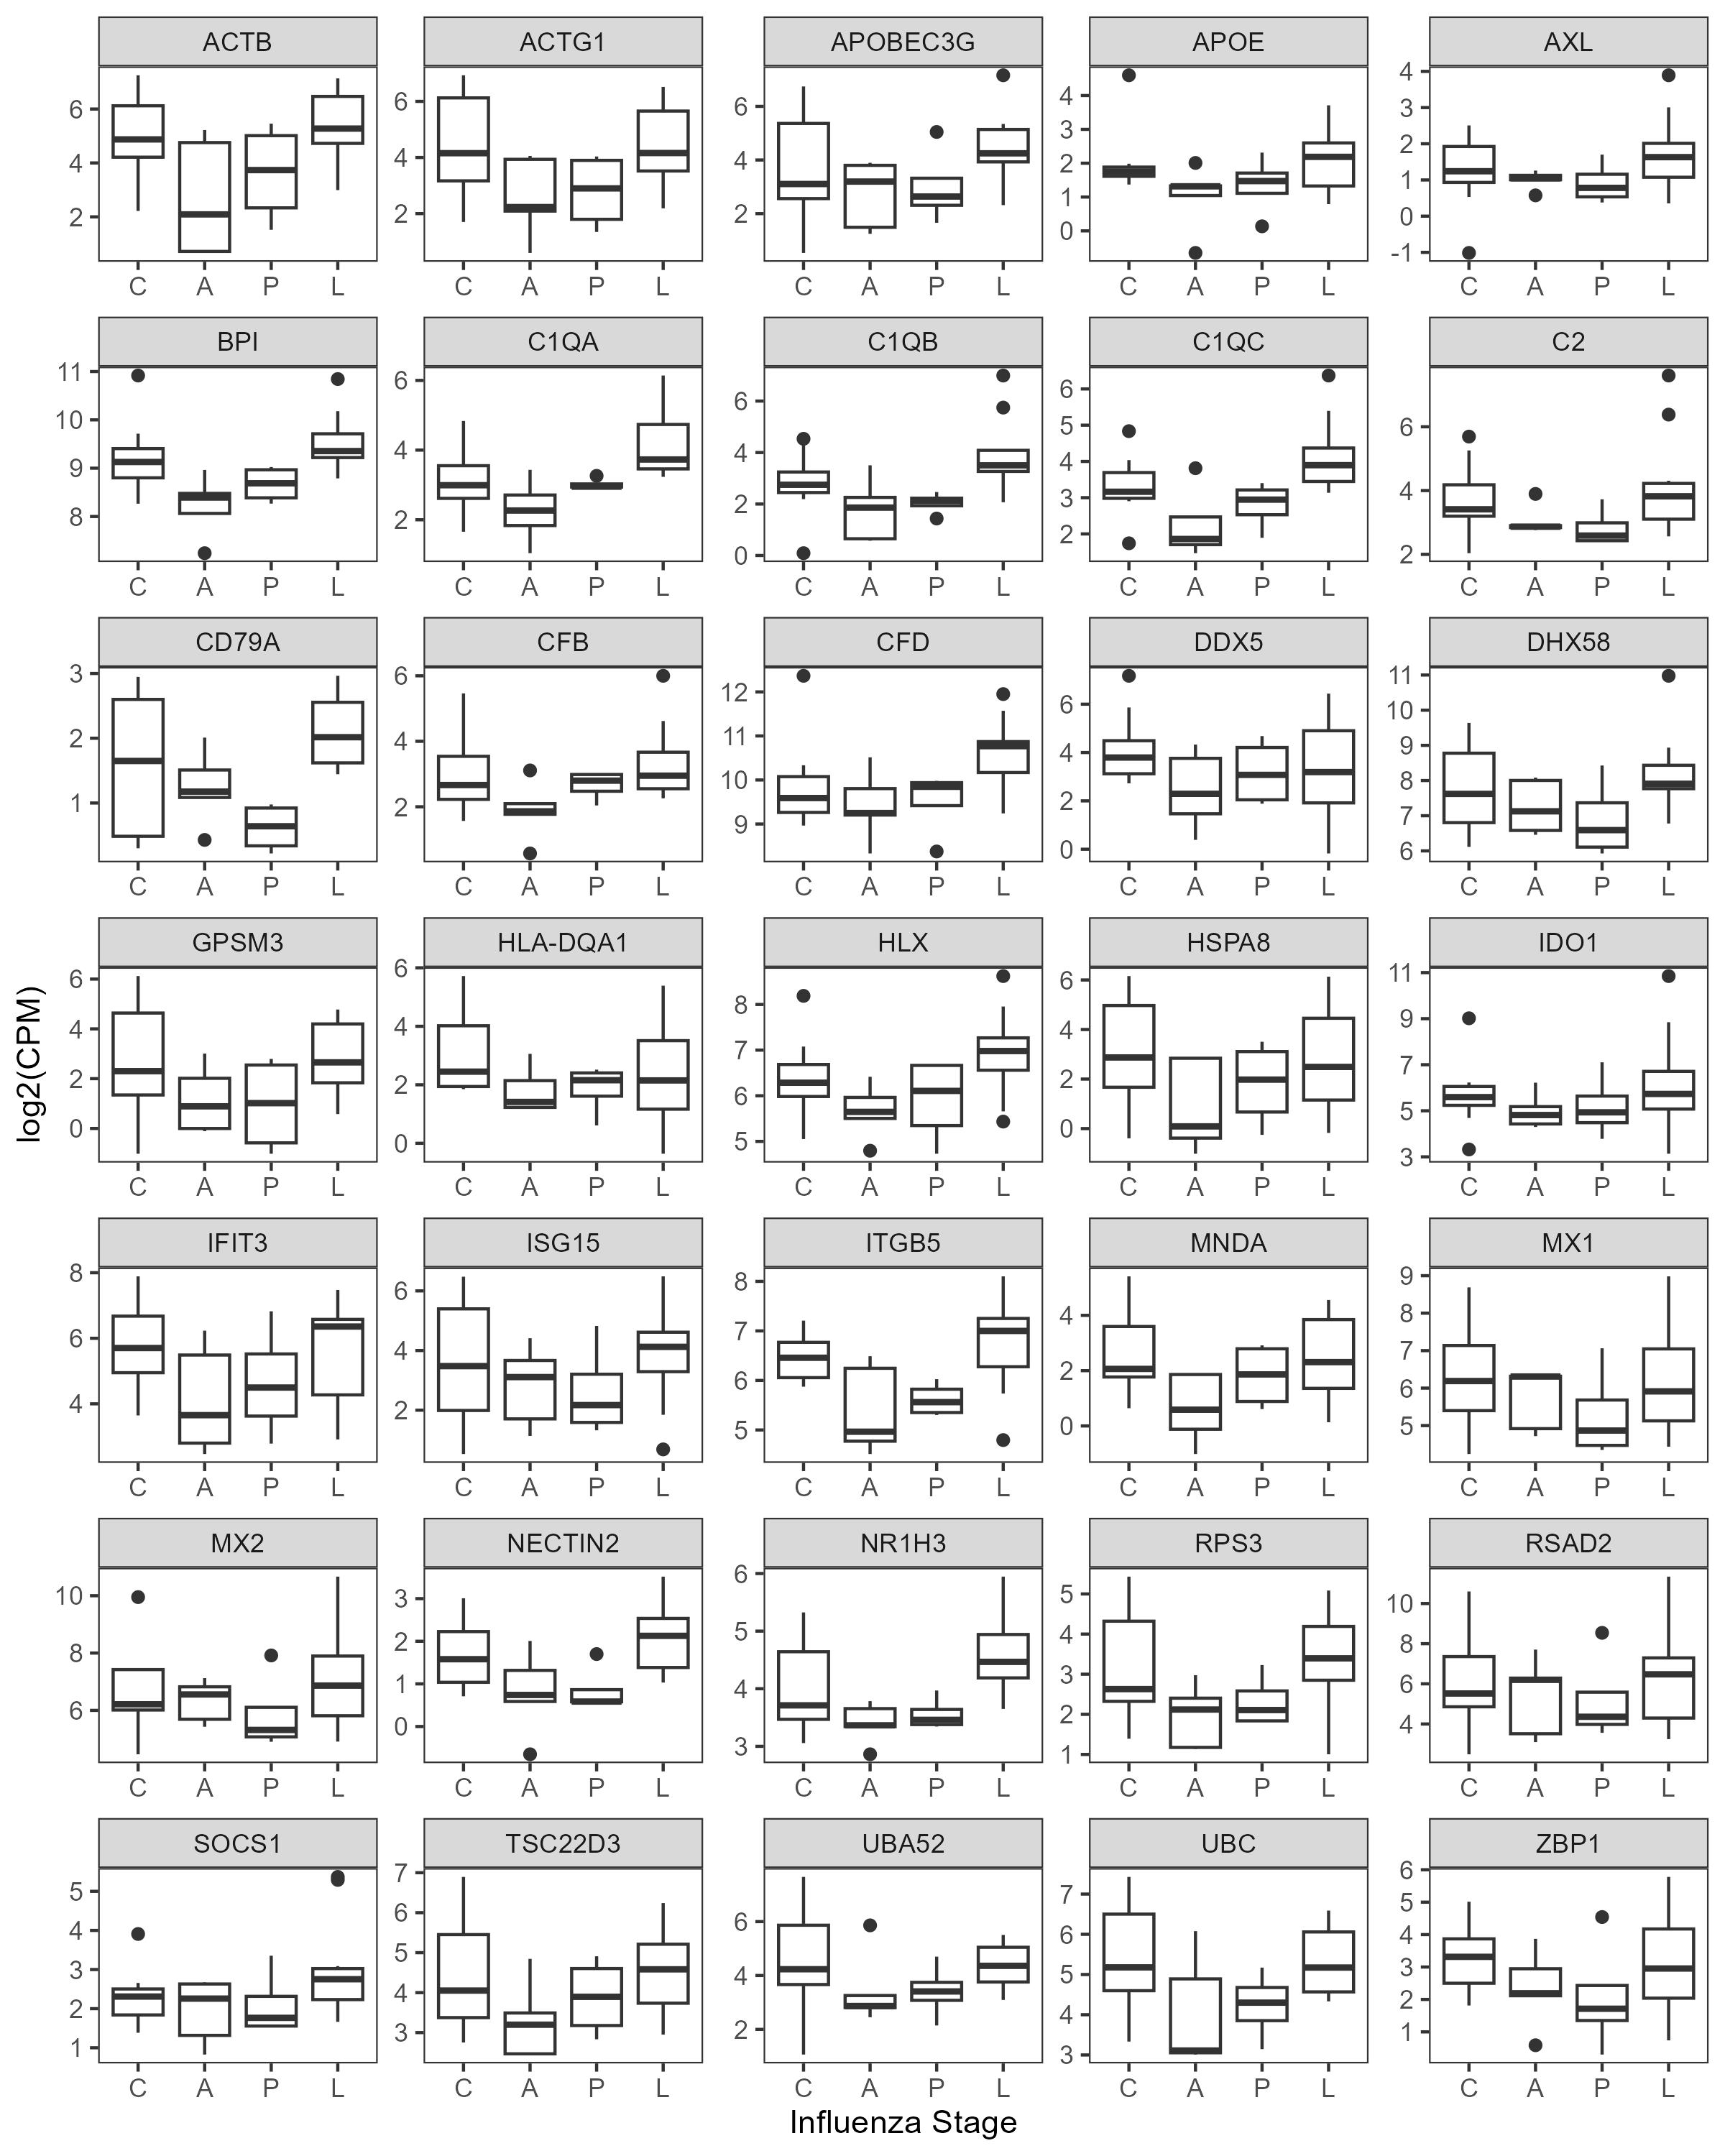 ACTB ACTG1 APOBEC3G APOE AXL
6 4 2
6 4 2
6 4 2
4 3 2 1 0
4 3 2 1 0 -1
C A P L C A P L C A P L C A P L C A P L
BPI C1QA C1QB C1QC C2
11 10 9 8
6 4 2
6 4 2 0
6 5 4 3 2
6 4 2
C A P L C A P L C A P L C A P L C A P L
CD79A CFB CFD DDX5 DHX58
3 2 1
6 4 2
12 11 10 9
6 4 2 0
11 10 9 8 7 6
C A P L C A P L C A P L C A P L C A P L
log2(CPM)
GPSM3 HLA-DQA1 HLX HSPA8 IDO1
6 4 2 0
6 4 2 0
8 7 6 5
6 4 2 0
11 9 7 5 3
C A P L C A P L C A P L C A P L C A P L
IFIT3 ISG15 ITGB5 MNDA MX1
8 6 4
6 4 2
8 7 6 5
4 2 0
9 8 7 6 5
C A P L C A P L C A P L C A P L C A P L
MX2 NECTIN2 NR1H3 RPS3 RSAD2
10 8 6
3 2 1 0
6 5 4 3
5 4 3 2 1
10 8 6 4
C A P L C A P L C A P L C A P L C A P L
SOCS1 TSC22D3 UBA52 UBC ZBP1
5 4 3 2 1
7 6 5 4 3
6 4 2
7 6 5 4 3
6 5 4 3 2 1
C A P L C A P L C A P L C A P L C A P L
Influenza Stage